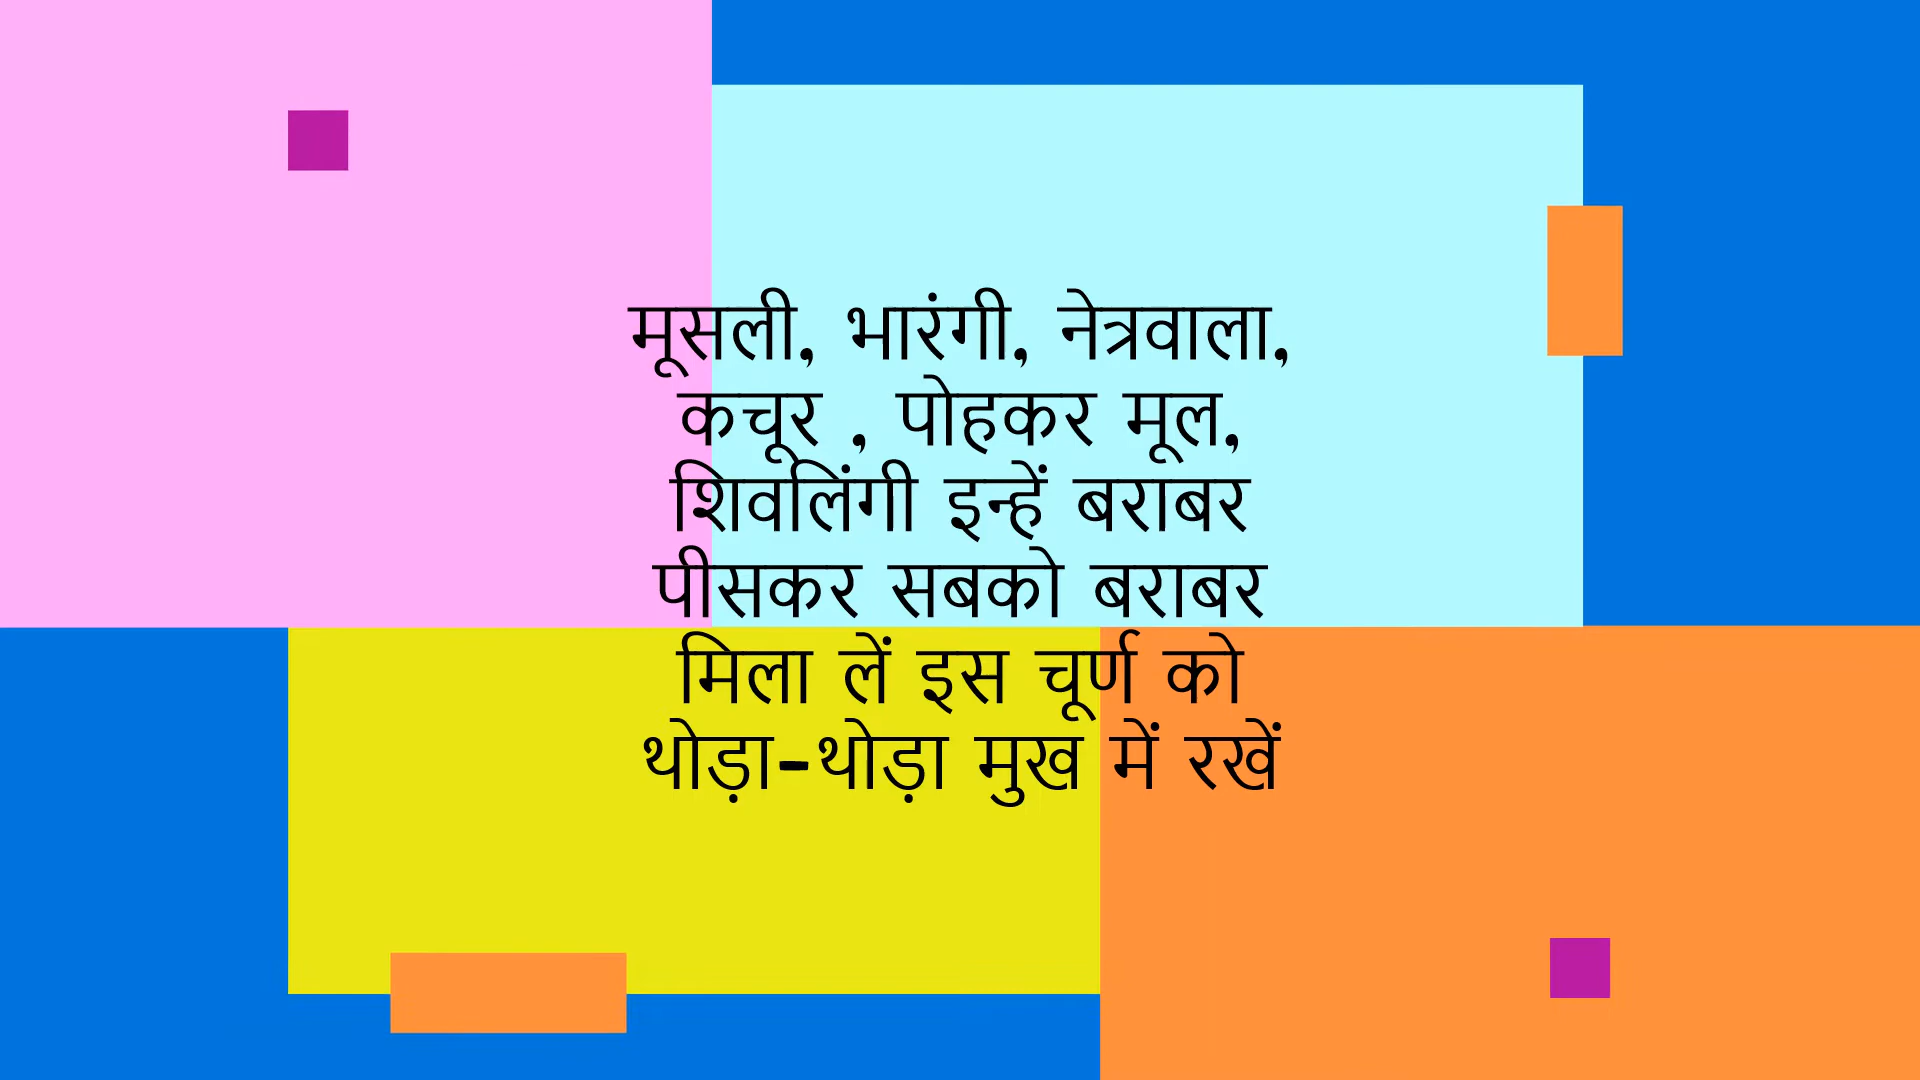 मूसली, भारंगी, नेत्रवाला,
कचूर , पोहकर मूल,
शिवलिंगी इन्हें बराबर
पीसकर सबको बराबर
मिला लें इस चूर्ण को
थोड़ा-थोड़ा मुख में रखें